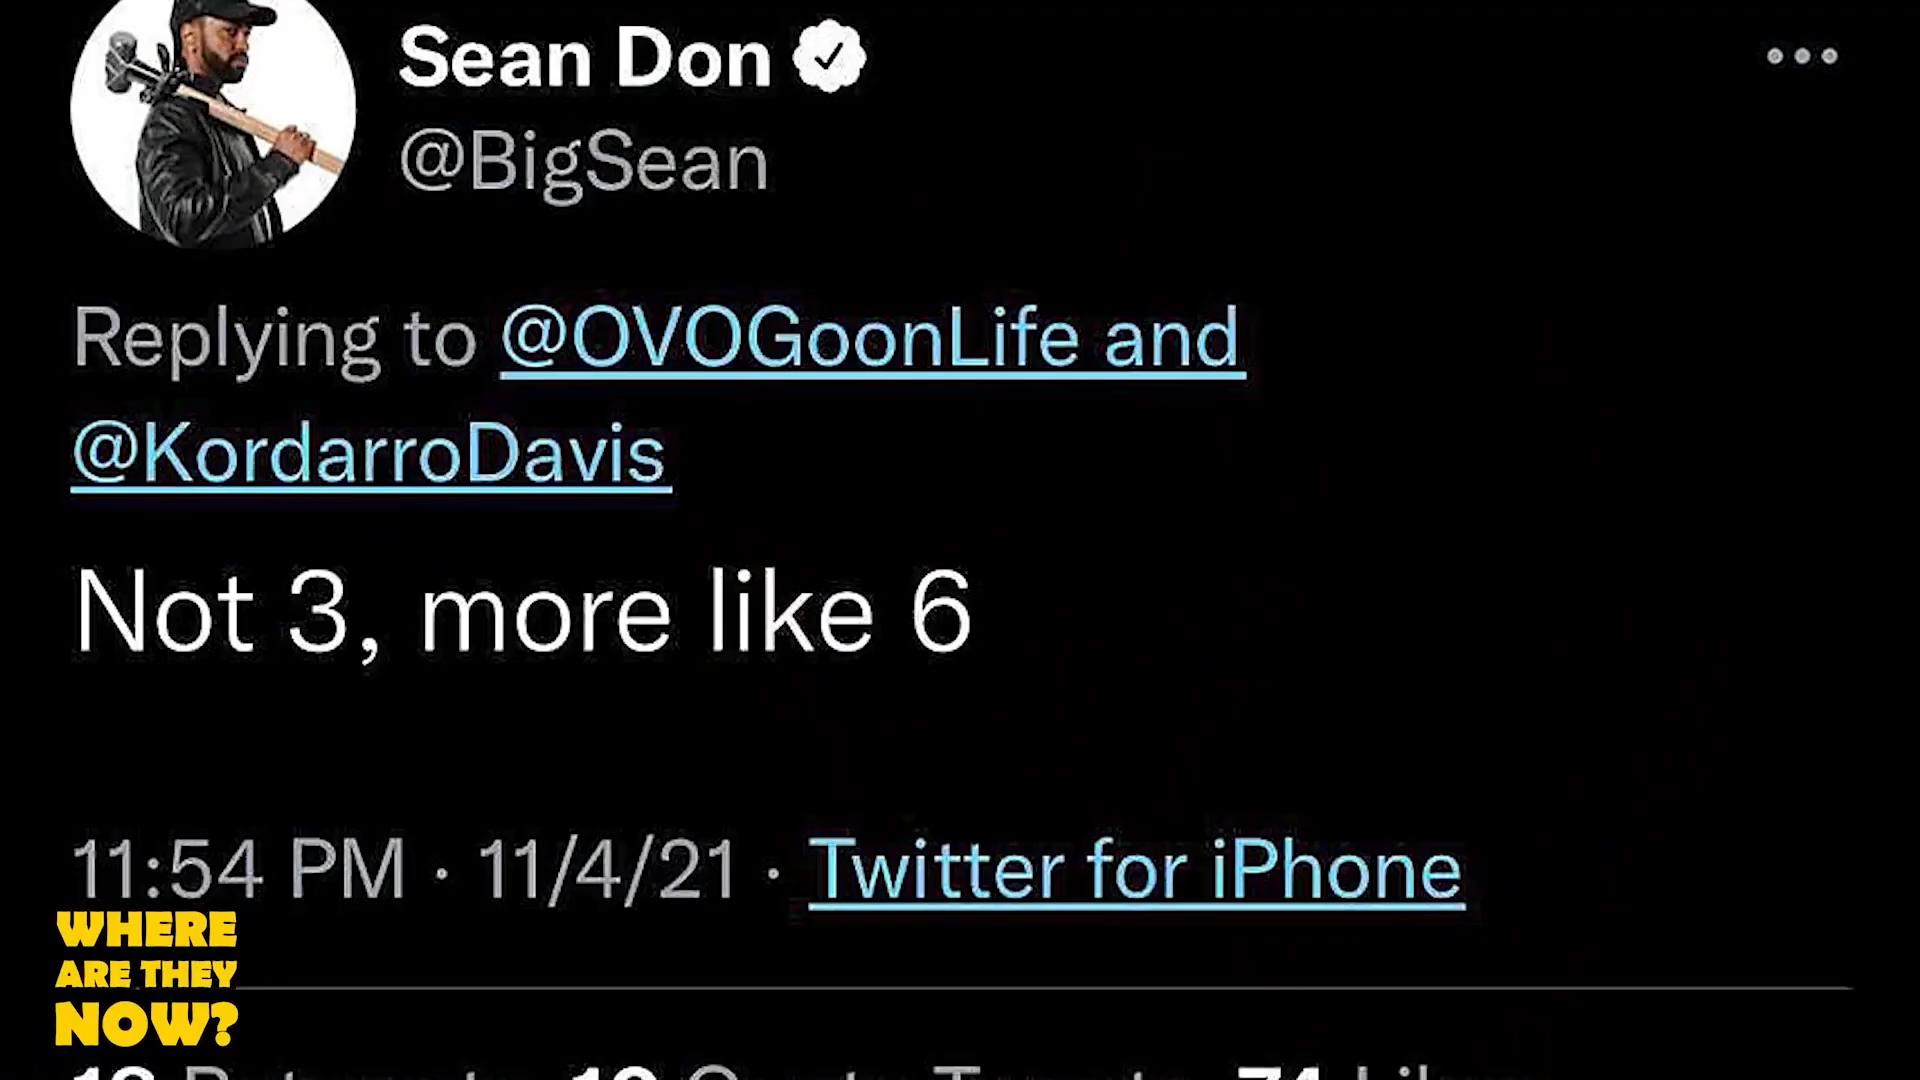 Sean Don
@BigSean
Replying to @OVOGoonLife and
@KordarroDavis
Not 3, more like 6
11:54 PM · 11/4/21 · Twitter for iPhone
WHERE
ARE THEY
NOW?